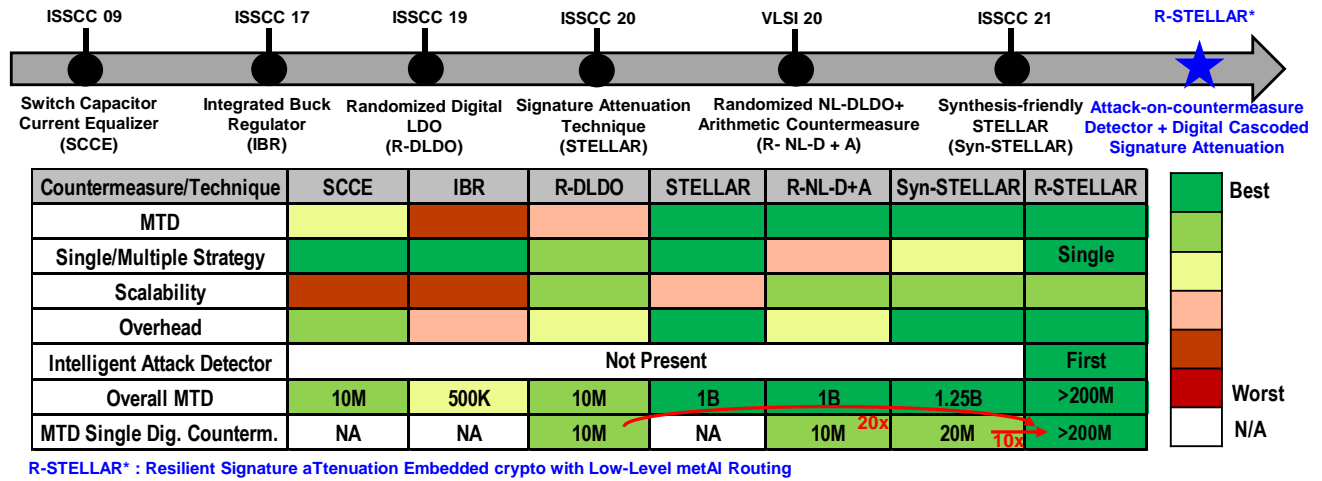 ISSCC 09 ISSCC 17 ISSCC 19 ISSCC 20 VLSI 20 ISSCC 21 R-STELLAR*
Switch Capacitor
Current Equalizer
(SCCE)
Integrated Buck
Regulator
(IBR)
Randomized Digital
LDO
(R-DLDO)
Signature Attenuation
Technique
(STELLAR)
Randomized NL-DLDO+
Arithmetic Countermeasure
(R- NL-D + A)
Synthesis-friendly
STELLAR
(Syn-STELLAR)
Attack-on-countermeasure
Detector + Digital Cascoded
Signature Attenuation
Countermeasure/Technique SCCE IBR R-DLDO STELLAR R-NL-D+A Syn-STELLAR R-STELLAR
MTD
Single/Multiple Strategy Single
Scalability
Overhead
Intelligent Attack Detector Not Present First
Overall MTD 10M 500K 10M 1B 1B 1.25B >200M
MTD Single Dig. Counterm. NA NA 10M NA 10M 20x 20M 10x >200M
Best
Worst
N/A
R-STELLAR* : Resilient Signature aTtenuation Embedded crypto with Low-Level metAl Routing